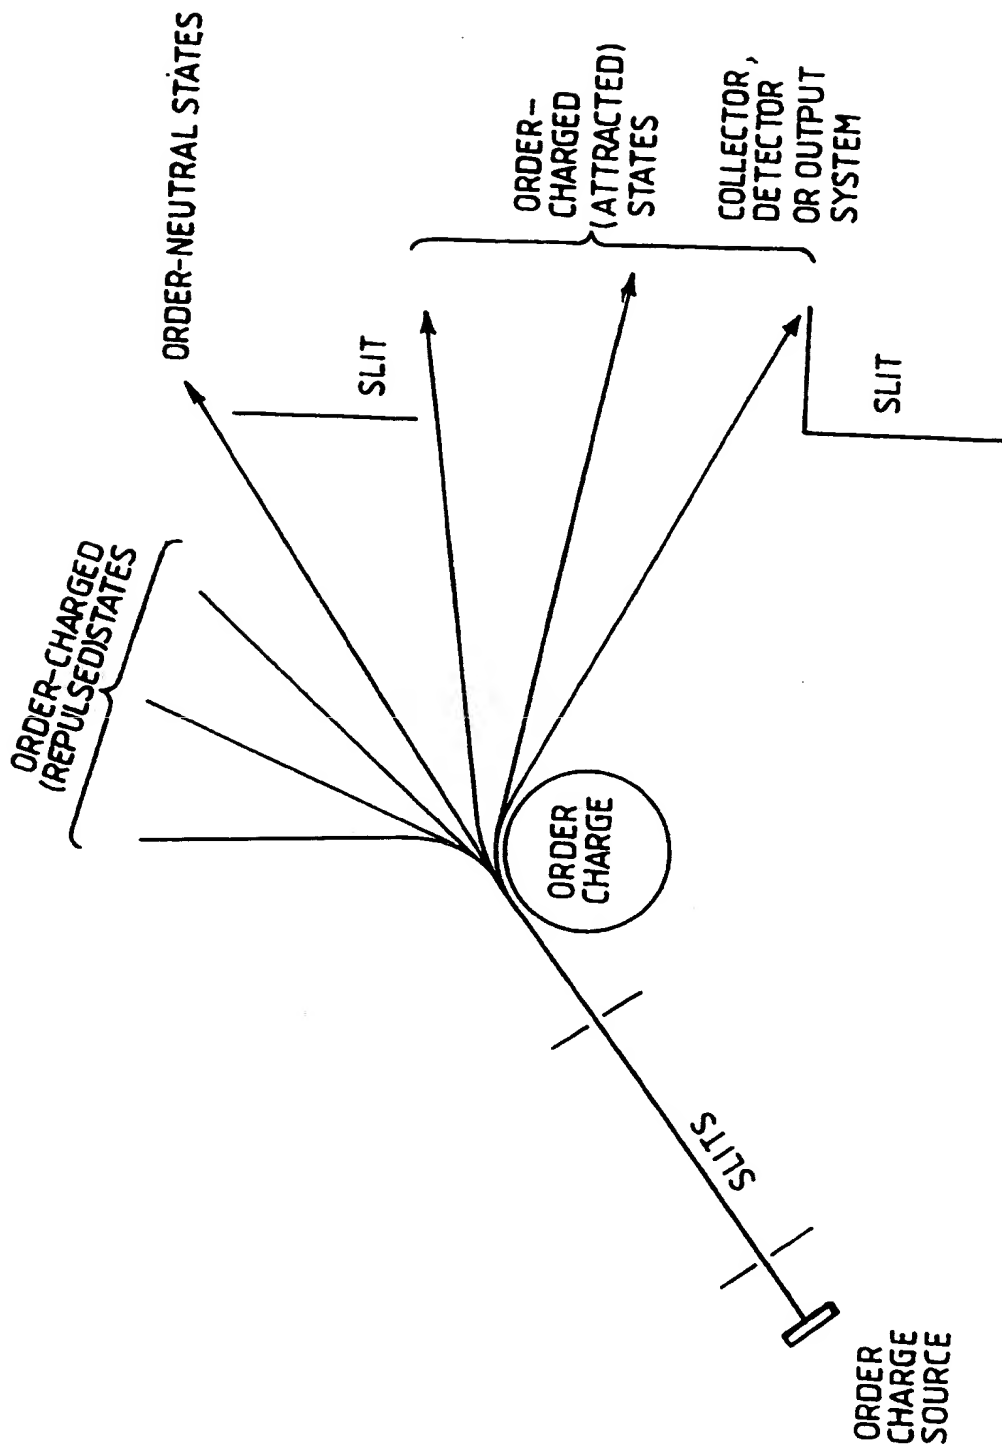 ORDER-CHARGED
(REPULSED)STATES
ORDER-NEUTRAL STATES
SLIT
ORDER-
CHARGED
(ATTRACTED)
STATES
COLLECTOR,
DETECTOR
OR OUTPUT
SYSTEM
SLIT
ORDER
CHARGE
SLITS
ORDER
CHARGE
SOURCE